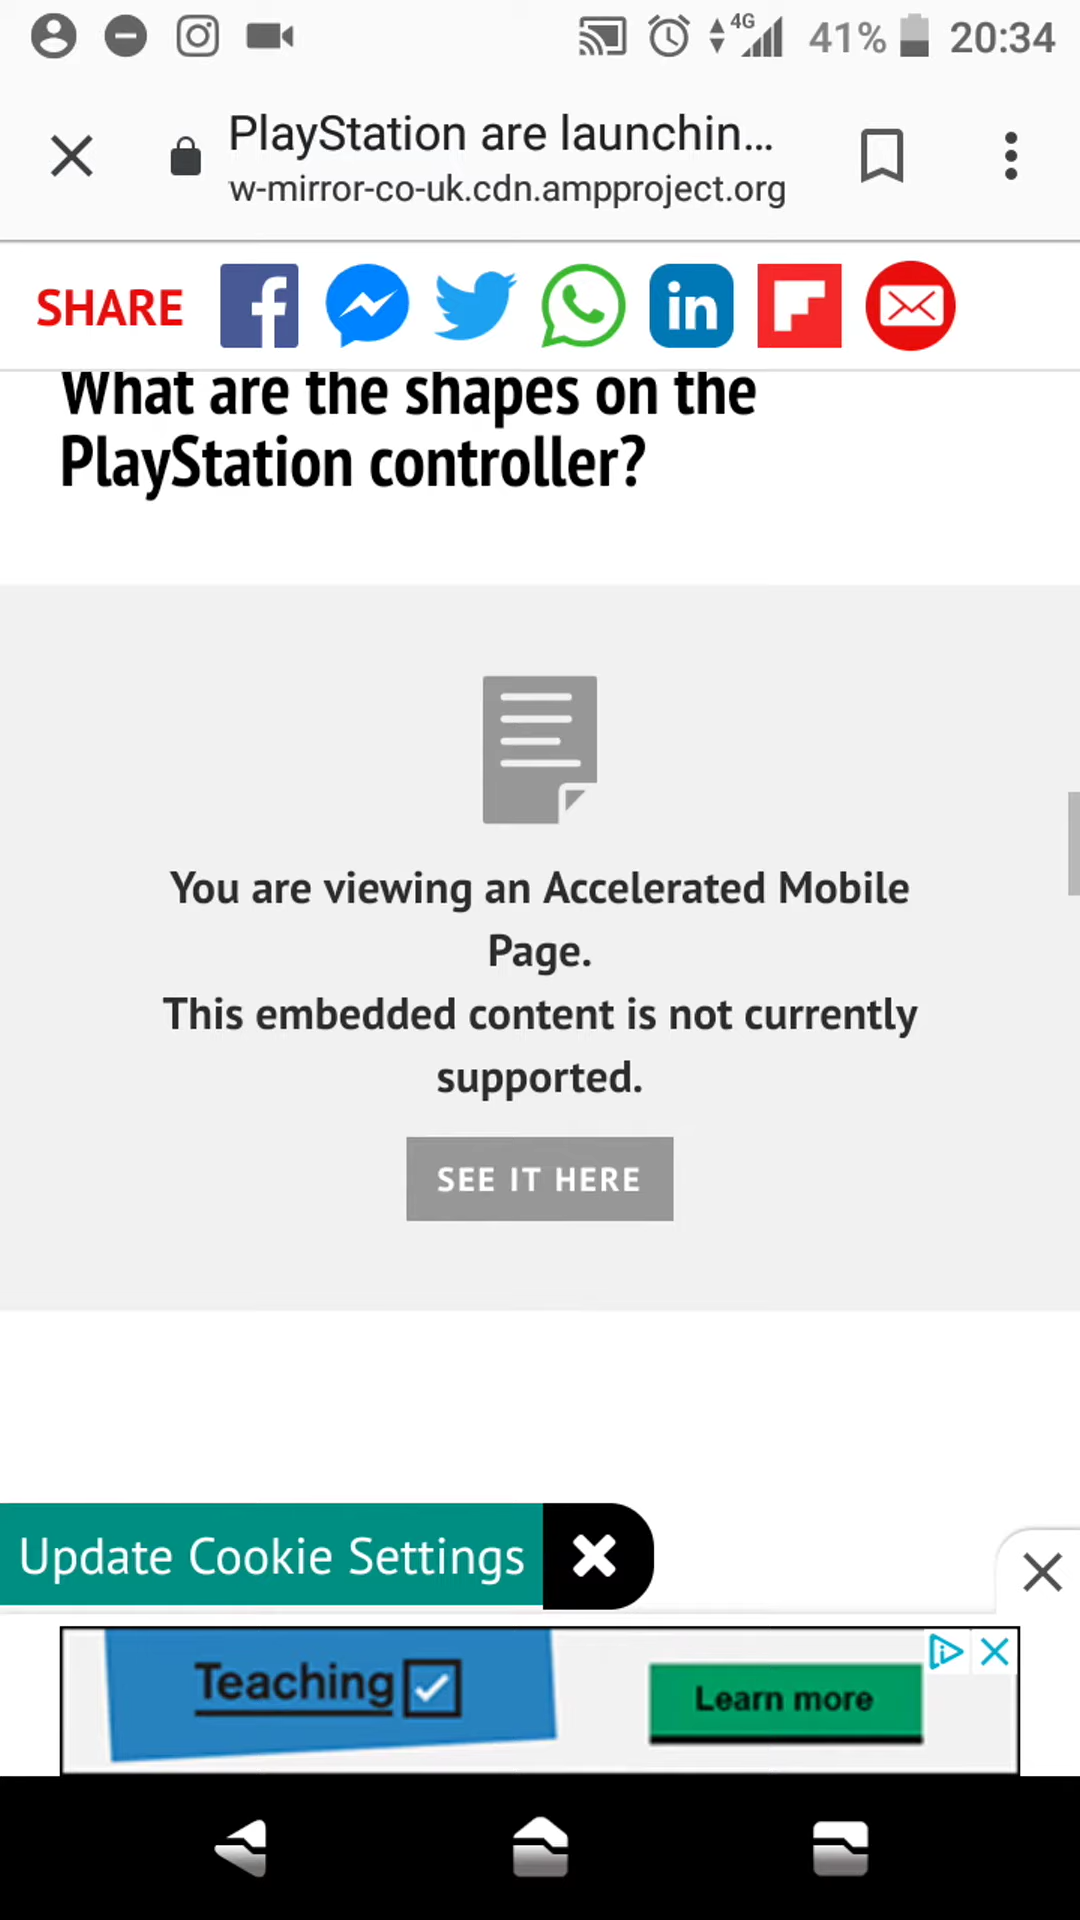 4G 41% 20:34
PlayStation are launchin...
w-mirror-co-uk.cdn.ampproject.org
SHARE
What are the shapes on the
PlayStation controller?
You are viewing an Accelerated Mobile
Page.
This embedded content is not currently
supported.
SEE IT HERE
Update Cookie Settings
Teaching
Learn more